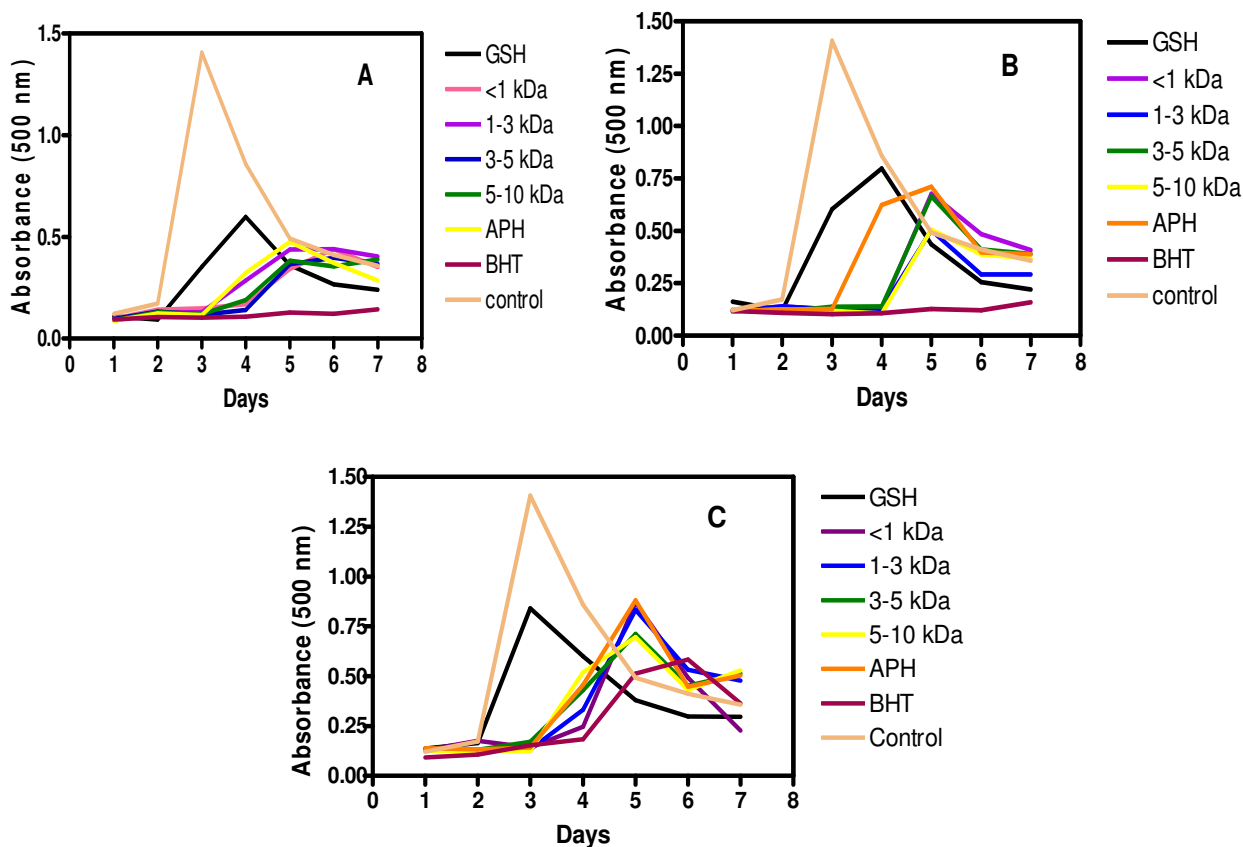 A
Absorbance (500 nm)
1.5
1.0
0.5
0.0
0 1 2 3 4 5 6 7 8
Days
GSH
<1 kDa
1-3 kDa
3-5 kDa
5-10 kDa
APH
BHT
control
B
Absorbance (500 nm)
1.50
1.25
1.00
0.75
0.50
0.25
0.00
0 1 2 3 4 5 6 7 8
Days
GSH
<1 kDa
1-3 kDa
3-5 kDa
5-10 kDa
APH
BHT
control
C
Absorbance (500 nm)
1.50
1.25
1.00
0.75
0.50
0.25
0.00
0 1 2 3 4 5 6 7 8
Days
GSH
<1 kDa
1-3 kDa
3-5 kDa
5-10 kDa
APH
BHT
Control